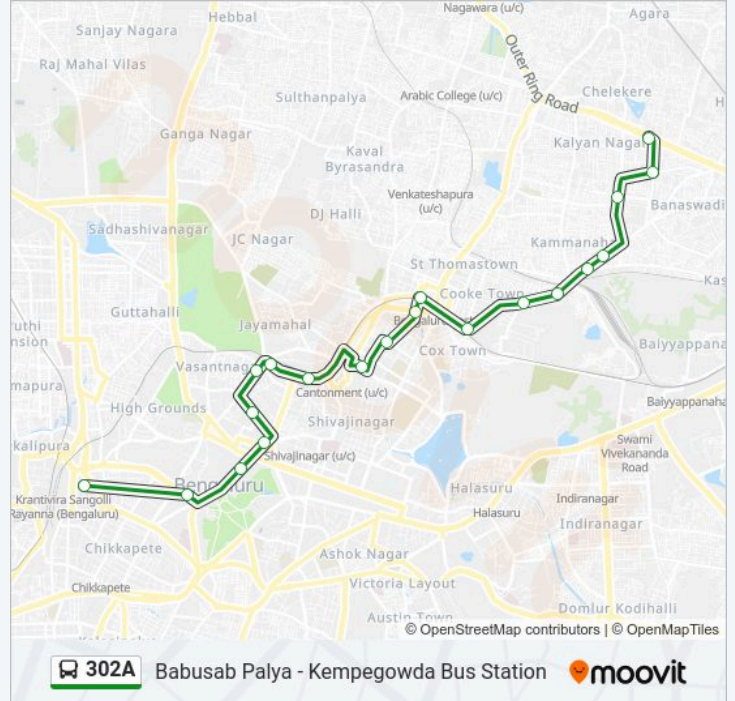 Nagawara (u/c)
Hebbal
Agara
Sanjay Nagara
Outer Ring Road
Raj Mahal Vilas
Sulthanpalya
Arabic College (u/c)
Chelekere
Ganga Nagar
Kalyan Nagar
Kaval
Byrasandra
Venkateshapura
(u/c)
Banaswadi
DJ Halli
Sadhashivanagar
JC Nagar
Kammanah
St Thomastown
Cooke Town
Guttahalli
Jayamahal
Cox Town
Baiyyappana
Vasantnag
Cantonment (u/c)
Baiyyappanaha
High Grounds
Shivajinagar
Swami
Vivekananda
Road
Shivajinagar (u/c)
Bengaluru
Halasuru
Krantivira Sangolli
Rayanna (Bengaluru)
Indiranagar
Halasuru
Indiranagar
Chikkapete
Ashok Nagar
Chikkapete
Victoria Layout
Domlur Kodihalli
Austin Town
© OpenStreetMap contributors | © OpenMapTiles
302A Babusab Palya - Kempegowda Bus Station moovit